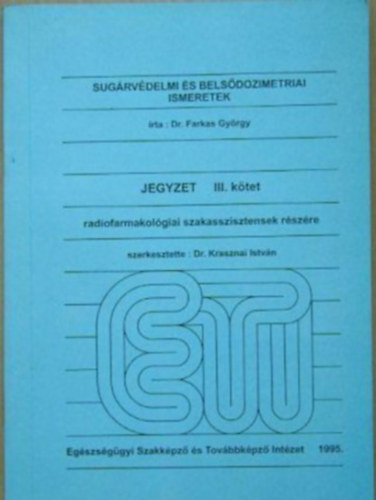 SUGÁRVÉDELMI ÉS BELSŐDOZIMETRIAI
ISMERETEK
írta : Dr. Farkas György
JEGYZET III. kötet
radiofarmakológiai szakasszisztensek részére
szerkesztette : Dr. Krasznai István
ETI
Egészségügyi Szakképző és Továbbképző Intézet 1995.